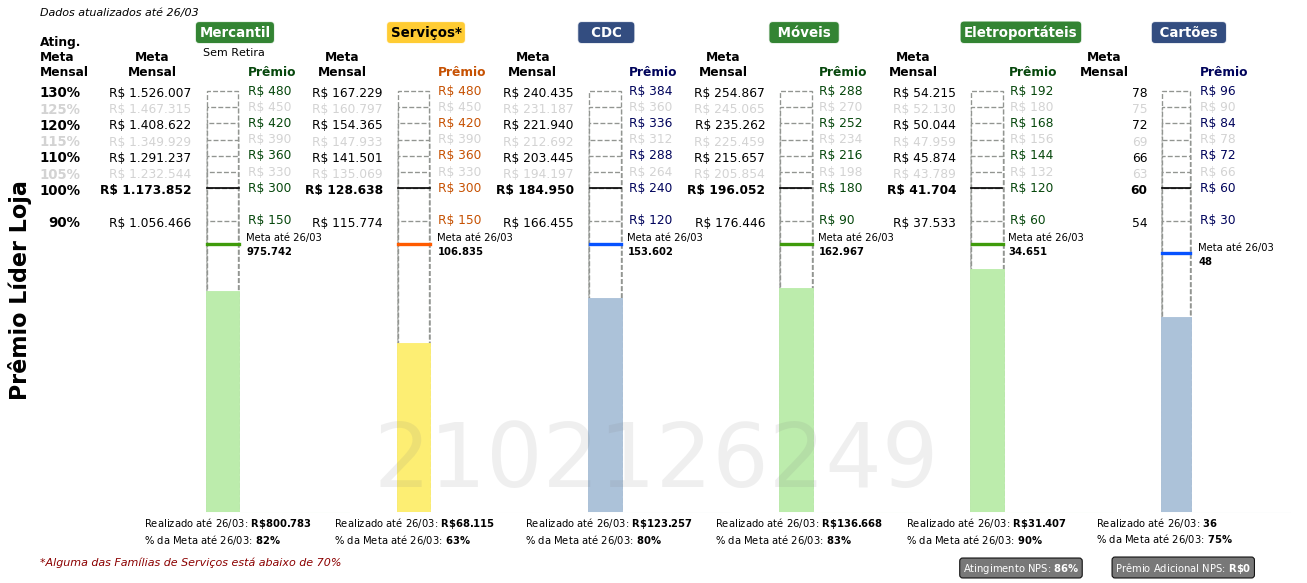 Dados atualizados até 26/03
Mercantil Serviços* CDC Móveis Eletroportáteis Cartões
Sem Retira
Ating. Meta Mensal Meta Mensal Prêmio Meta Mensal Prêmio Meta Mensal Prêmio Meta Mensal Prêmio Meta Mensal Prêmio Meta Mensal Prêmio
130% R$ 1.526.007 R$ 480 R$ 167.229 R$ 480 R$ 240.435 R$ 384 R$ 254.867 R$ 288 R$ 54.215 R$ 192 78 R$ 96
125% R$ 1.467.315 R$ 450 R$ 160.797 R$ 450 R$ 231.187 R$ 360 R$ 245.065 R$ 270 R$ 52.130 R$ 180 75 R$ 90
120% R$ 1.408.622 R$ 420 R$ 154.365 R$ 420 R$ 221.940 R$ 336 R$ 235.262 R$ 252 R$ 50.044 R$ 168 72 R$ 84
115% R$ 1.349.929 R$ 390 R$ 147.933 R$ 390 R$ 212.692 R$ 312 R$ 225.459 R$ 234 R$ 47.959 R$ 156 69 R$ 78
110% R$ 1.291.237 R$ 360 R$ 141.501 R$ 360 R$ 203.445 R$ 288 R$ 215.657 R$ 216 R$ 45.874 R$ 144 66 R$ 72
105% R$ 1.232.544 R$ 330 R$ 135.069 R$ 330 R$ 194.197 R$ 264 R$ 205.854 R$ 198 R$ 43.789 R$ 132 63 R$ 66
100% R$ 1.173.852 R$ 300 R$ 128.638 R$ 300 R$ 184.950 R$ 240 R$ 196.052 R$ 180 R$ 41.704 R$ 120 60 R$ 60
90% R$ 1.056.466 R$ 150 R$ 115.774 R$ 150 R$ 166.455 R$ 120 R$ 176.446 R$ 90 R$ 37.533 R$ 60 54 R$ 30
Meta até 26/03 Meta até 26/03 Meta até 26/03 Meta até 26/03 Meta até 26/03 Meta até 26/03
975.742 106.835 153.602 162.967 34.651 48
Prêmio Líder Loja
2102126249
Realizado até 26/03: R$800.783 Realizado até 26/03: R$68.115 Realizado até 26/03: R$123.257 Realizado até 26/03: R$136.668 Realizado até 26/03: R$31.407 Realizado até 26/03: 36
% da Meta até 26/03: 82% % da Meta até 26/03: 63% % da Meta até 26/03: 80% % da Meta até 26/03: 83% % da Meta até 26/03: 90% % da Meta até 26/03: 75%
*Alguma das Famílias de Serviços está abaixo de 70%
Atingimento NPS: 86% Prêmio Adicional NPS: R$0